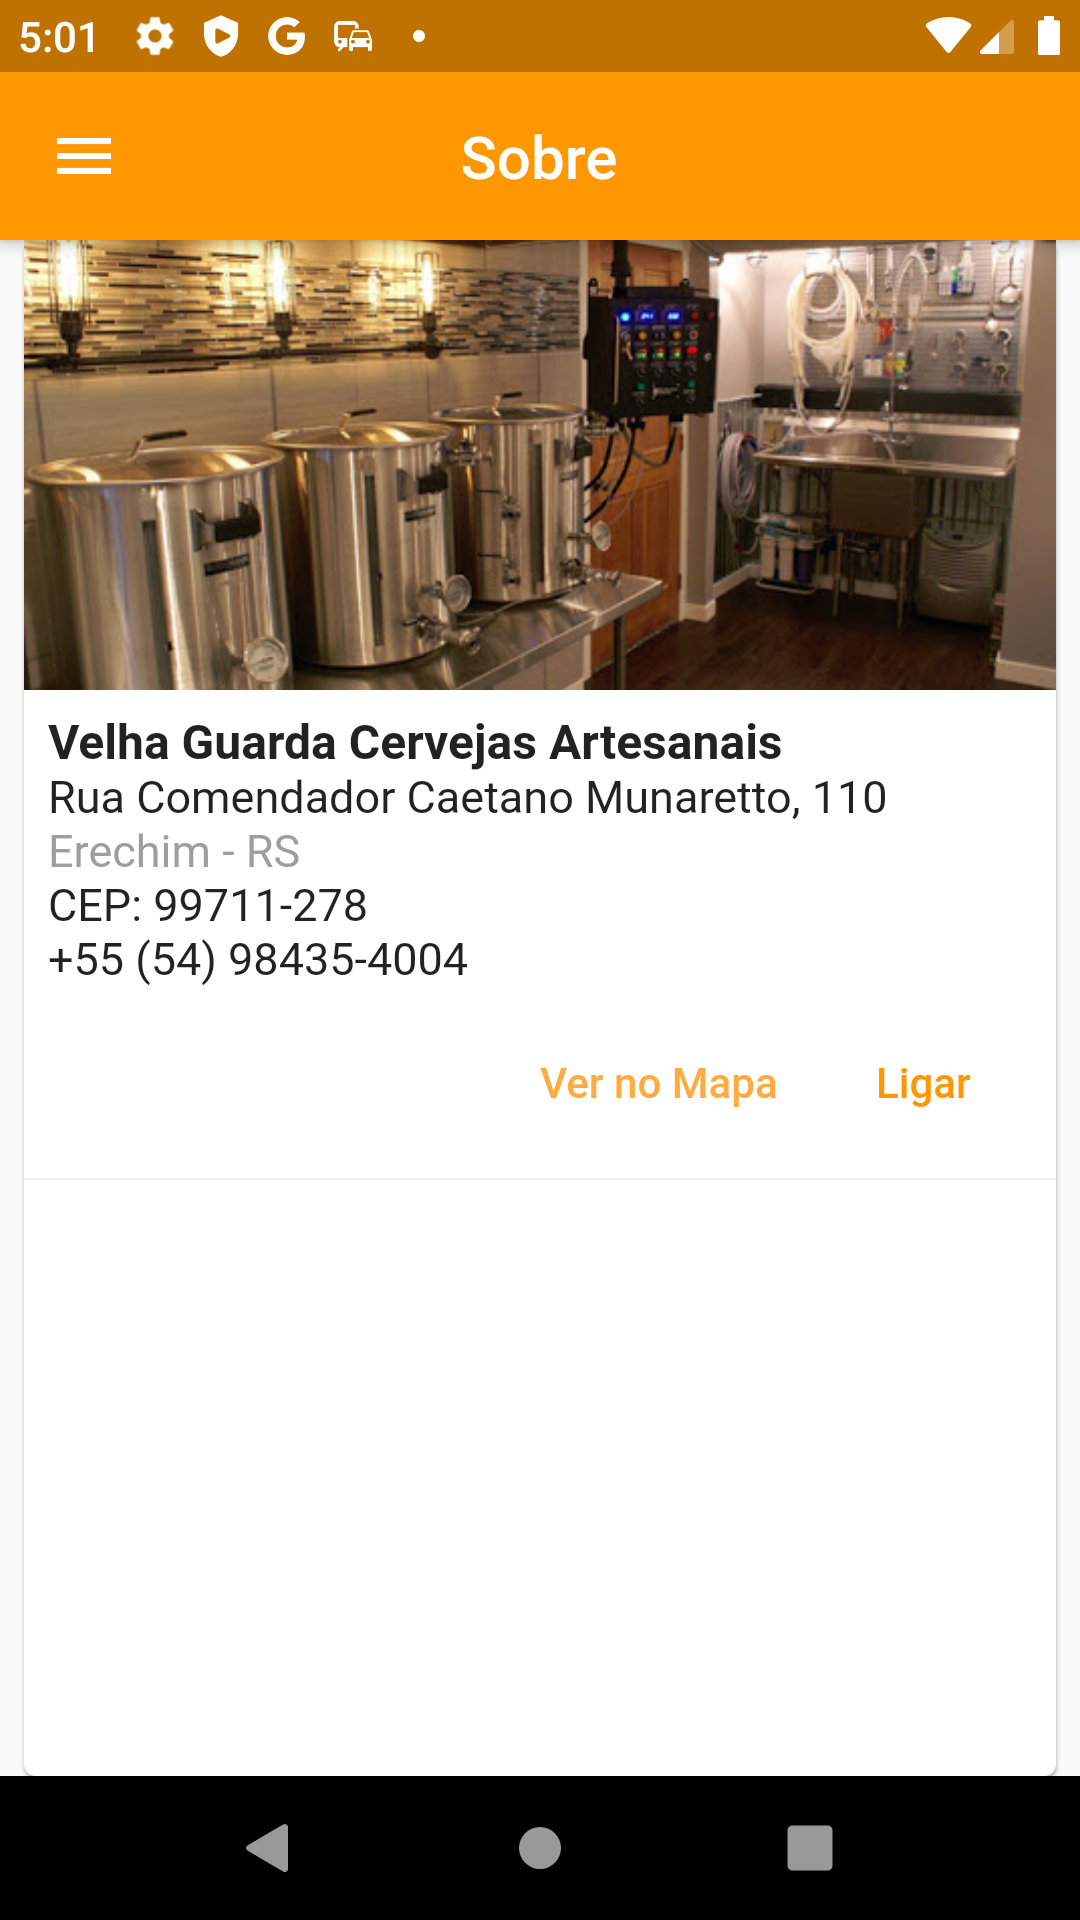 5:01
Sobre
Velha Guarda Cervejas Artesanais
Rua Comendador Caetano Munaretto, 110
Erechim - RS
CEP: 99711-278
+55 (54) 98435-4004
Ver no Mapa
Ligar